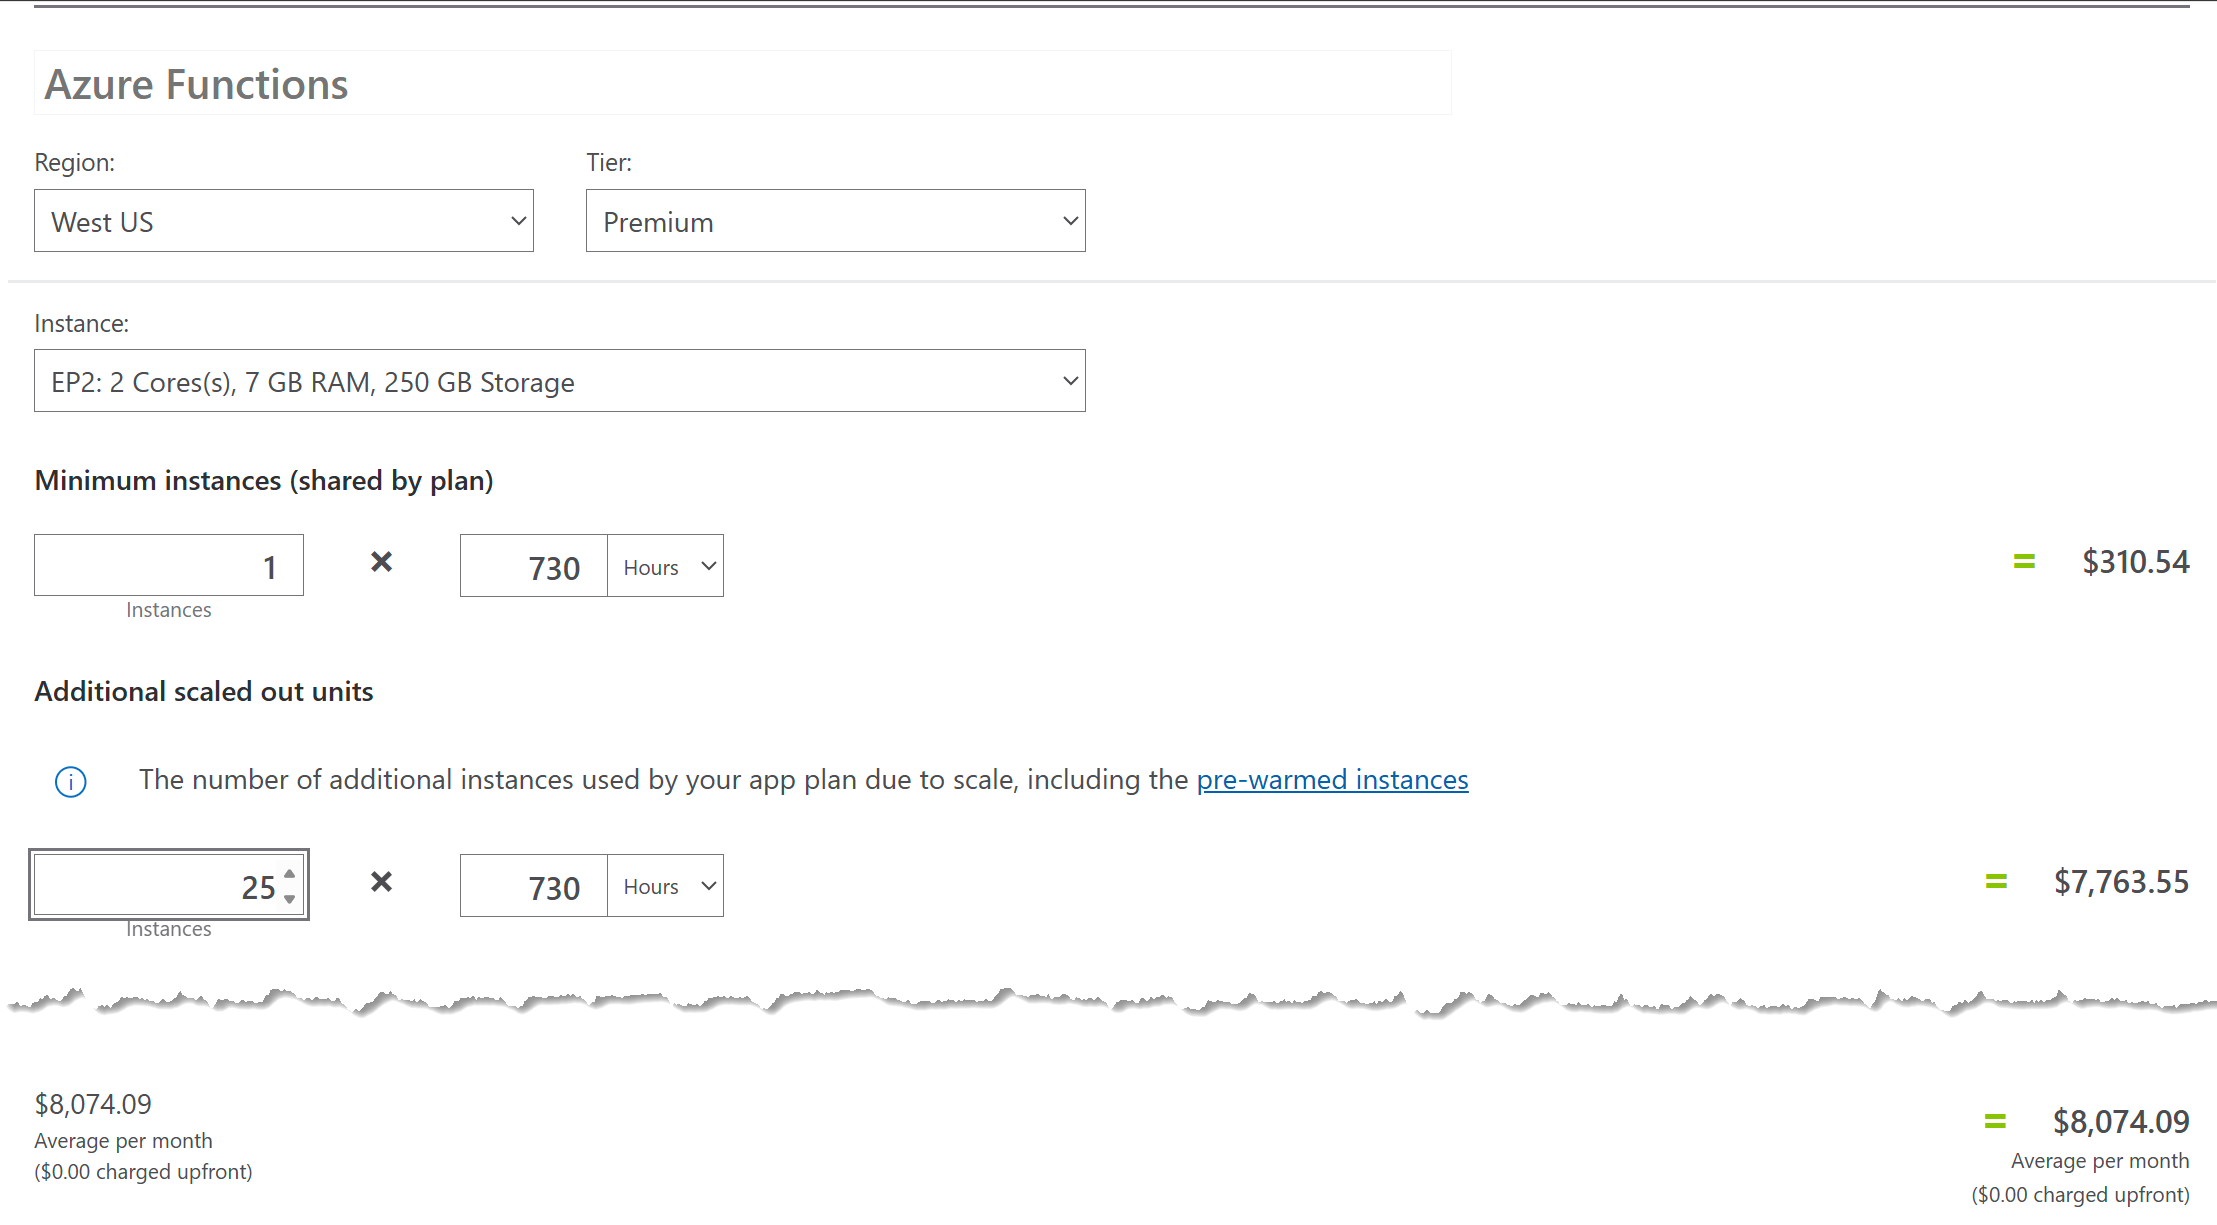 Azure Functions
Region:
Tier:
West US
Premium
Instance:
EP2: 2 Cores(s), 7 GB RAM, 250 GB Storage
Minimum instances (shared by plan)
1 × 730 Hours = $310.54
Instances
Additional scaled out units
i The number of additional instances used by your app plan due to scale, including the pre-warmed instances
25 × 730 Hours = $7,763.55
Instances
$8,074.09
Average per month
($0.00 charged upfront)
= $8,074.09
Average per month
($0.00 charged upfront)